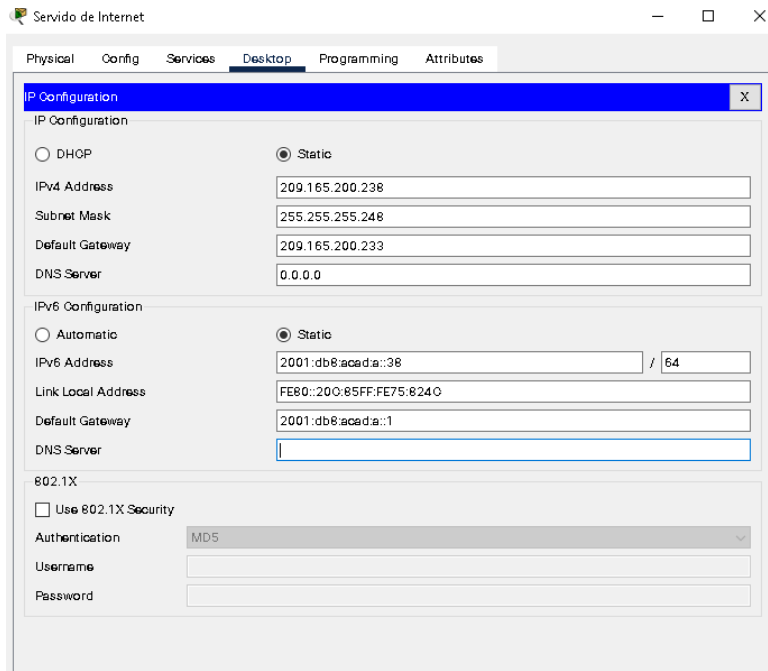 Servido de Internet
Physical Config Services Desktop Programming Attributes
IP Configuration X
IP Configuration
DHCP Static
IPv4 Address 209.165.200.238
Subnet Mask 255.255.255.248
Default Gateway 209.165.200.233
DNS Server 0.0.0.0
IPv6 Configuration
Automatic Static
IPv6 Address 2001:db8:acad:a::38 / 64
Link Local Address FE80::20C:85FF:FE75:824C
Default Gateway 2001:db8:acad:a::1
DNS Server
802.1X
Use 802.1X Security
Authentication MD5
Username
Password